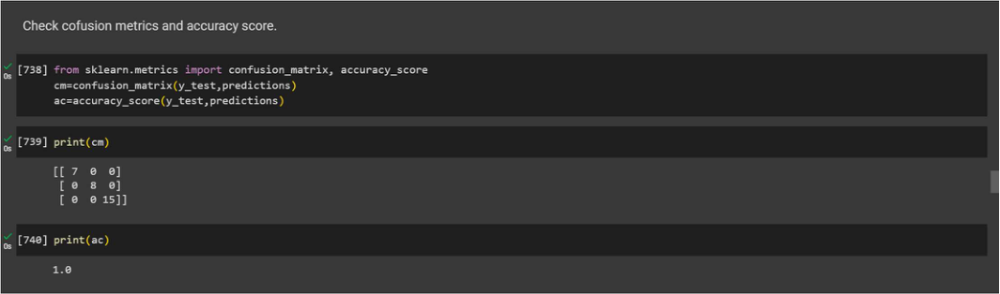 Check cofusion metrics and accuracy score.
0s
[738] from sklearn.metrics import confusion_matrix, accuracy_score
cm=confusion_matrix(y_test,predictions)
ac=accuracy_score(y_test,predictions)
0s
[739] print(cm)
[[ 7 0 0]
[ 0 8 0]
[ 0 0 15]]
0s
[740] print(ac)
1.0